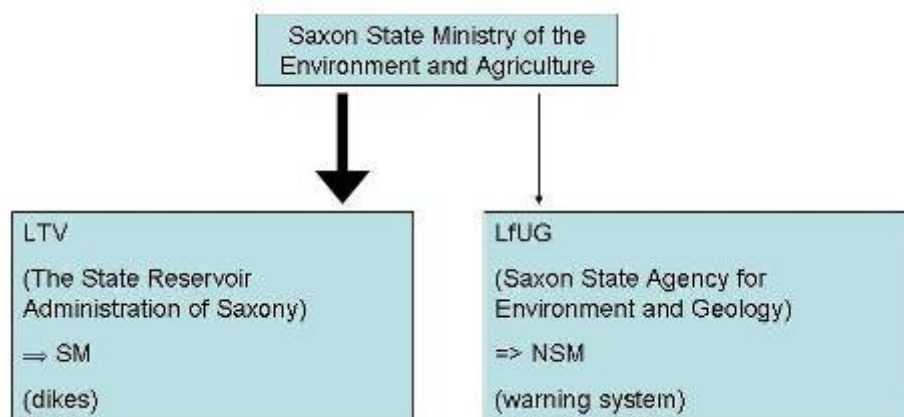 Saxon State Ministry of the
Environment and Agriculture
LTV
(The State Reservoir
Administration of Saxony)
⇒ SM
(dikes)
LfUG
(Saxon State Agency for
Environment and Geology)
=> NSM
(warning system)